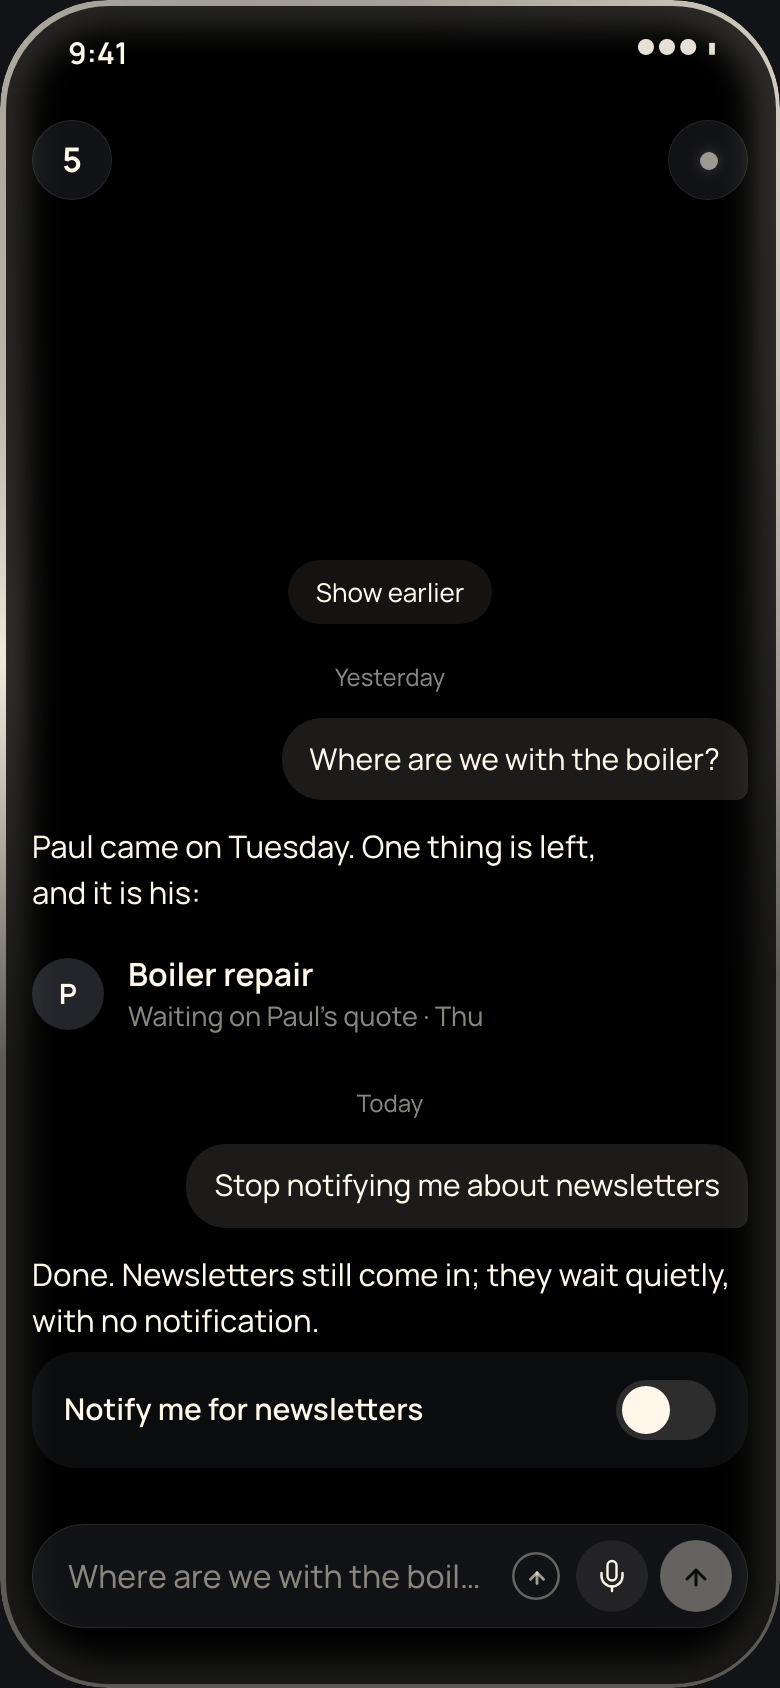 9:41
5
Show earlier
Yesterday
Where are we with the boiler?
Paul came on Tuesday. One thing is left,
and it is his:
P
Boiler repair
Waiting on Paul’s quote · Thu
Today
Stop notifying me about newsletters
Done. Newsletters still come in; they wait quietly,
with no notification.
Notify me for newsletters
Where are we with the boil...